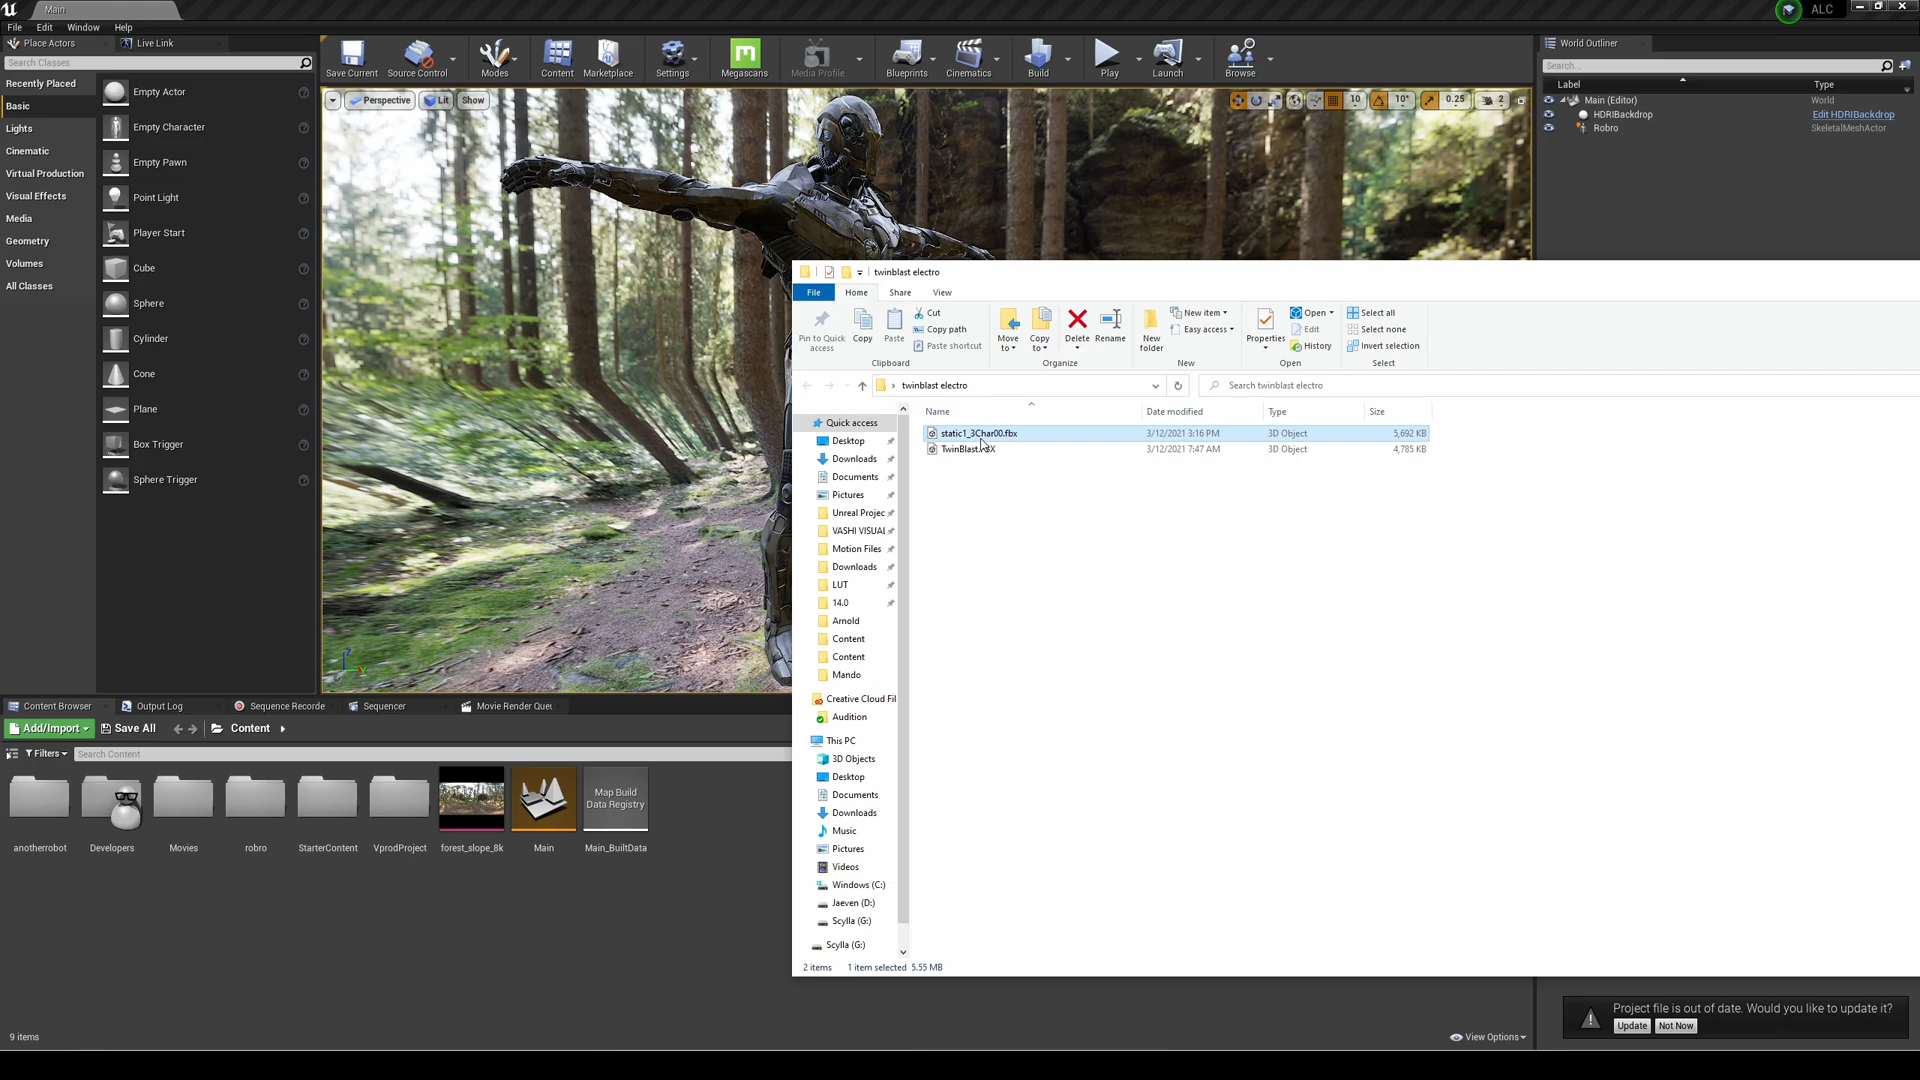 Main
ALC
File Edit Window Help
Place Actors Live Link
Search Classes
Recently Placed
Basic
Lights
Cinematic
Virtual Production
Visual Effects
Media
Geometry
Volumes
All Classes
Empty Actor
Empty Character
Empty Pawn
Point Light
Player Start
Cube
Sphere
Cylinder
Cone
Plane
Box Trigger
Sphere Trigger
Save Current Source Control Modes Content Marketplace Settings Megascans Media Profile Blueprints Cinematics Build Play Launch Browse
Perspective Lit Show
10 10° 0.25 2
World Outliner
Search...
Label Type
Main (Editor) World
HDRIBackdrop Edit HDRIBackdrop
Robro SkeletalMeshActor
twinblast electro
File Home Share View
Pin to Quick access
Copy
Paste
Cut
Copy path
Paste shortcut
Clipboard
Move to
Copy to
Delete
Rename
Organize
New folder
New item
Easy access
New
Properties
Open
Edit
History
Open
Select all
Select none
Invert selection
Select
twinblast electro
Search twinblast electro
Name Date modified Type Size
static1_3Char00.fbx 3/12/2021 3:16 PM 3D Object 5,692 KB
3/12/2021 7:47 AM 3D Object 4,785 KB
Quick access
Desktop
Downloads
Documents
Pictures
Unreal Projec
VASHI VISUAL
Motion Files
Downloads
LUT
14.0
Arnold
Content
Content
Mando
Creative Cloud Fil
Audition
This PC
3D Objects
Desktop
Documents
Downloads
Music
Pictures
Videos
Windows (C:)
Jaeven (D:)
Scylla (G:)
Scylla (G:)
2 items 1 item selected 5.55 MB
Content Browser Output Log Sequence Recorde Sequencer Movie Render Queu
Add/Import Save All Content
Filters Search Content
Map Build Data Registry
anotherrobot Developers Movies robro StarterContent VprodProject forest_slope_8k Main Main_BuiltData
9 items
View Options
Project file is out of date. Would you like to update it?
Update Not Now